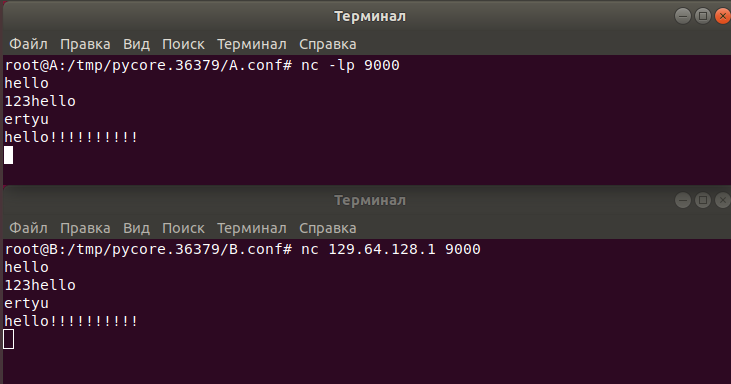 Терминал
Файл Правка Вид Поиск Терминал Справка
root@A:/tmp/pycore.36379/A.conf# nc -lp 9000
hello
123hello
ertyu
hello!!!!!!!!!!
Терминал
Файл Правка Вид Поиск Терминал Справка
root@B:/tmp/pycore.36379/B.conf# nc 129.64.128.1 9000
hello
123hello
ertyu
hello!!!!!!!!!!